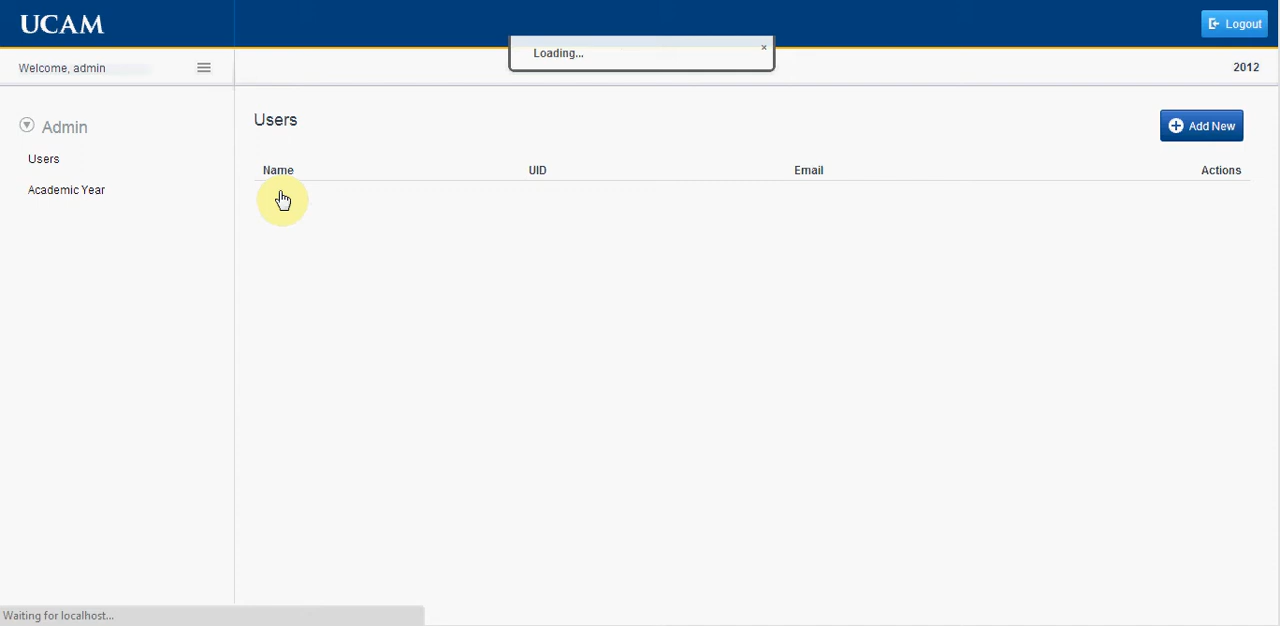 UCAM
Logout
Loading...
×
Welcome, admin
2012
Admin
Users
Academic Year
Users
Add New
Name UID Email Actions
Waiting for localhost...